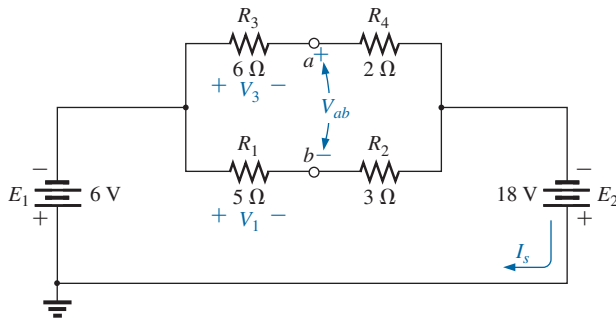 R3 R4
a +
6 Ω 2 Ω
+ V3 −
Vab
R1 b − R2
− −
E1 6 V 5 Ω 3 Ω 18 V E2
+ + V1 − +
Is